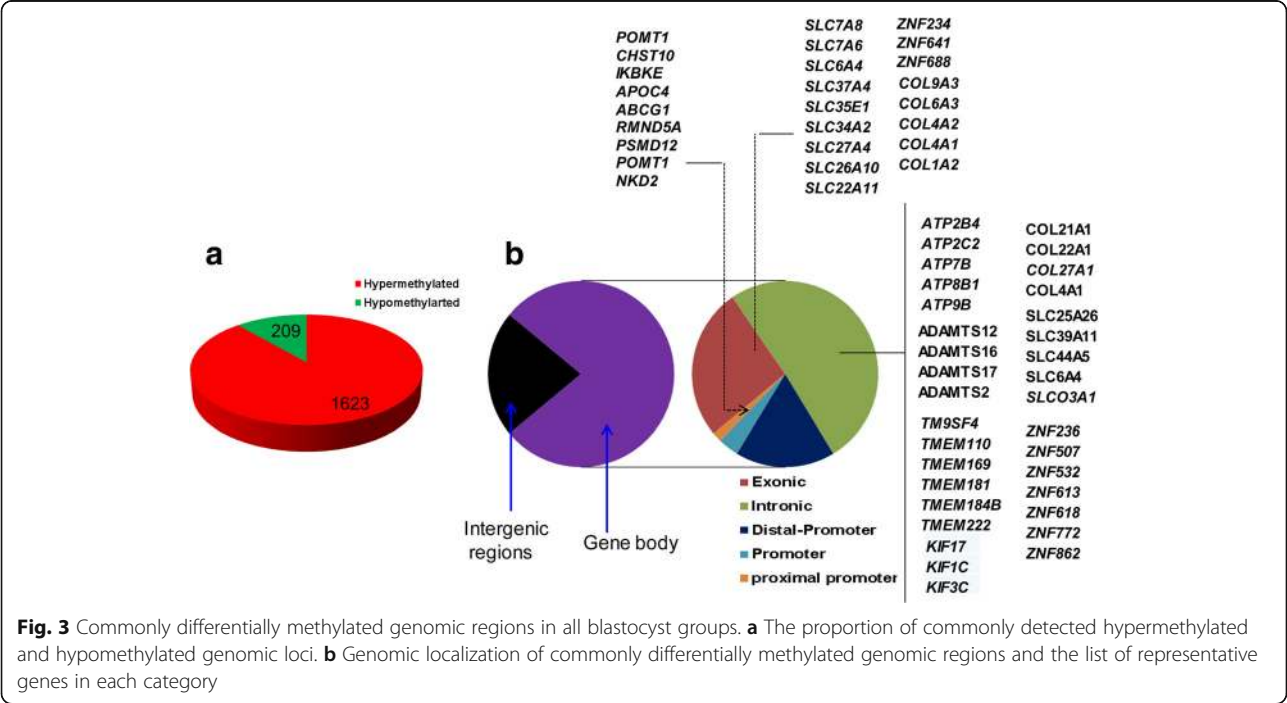 POMT1
CHST10
IKBKE
APOC4
ABCG1
RMND5A
PSMD12
POMT1
NKD2
SLC7A8
SLC7A6
SLC6A4
SLC37A4
SLC35E1
SLC34A2
SLC27A4
SLC26A10
SLC22A11
ZNF234
ZNF641
ZNF688
COL9A3
COL6A3
COL4A2
COL4A1
COL1A2
a
Hypermethylated
Hypomethylarted
209
1623
b
Intergenic
regions
Gene body
Exonic
Intronic
Distal-Promoter
Promoter
proximal promoter
ATP2B4
ATP2C2
ATP7B
ATP8B1
ATP9B
ADAMTS12
ADAMTS16
ADAMTS17
ADAMTS2
TM9SF4
TMEM110
TMEM169
TMEM181
TMEM184B
TMEM222
KIF17
KIF1C
KIF3C
COL21A1
COL22A1
COL27A1
COL4A1
SLC25A26
SLC39A11
SLC44A5
SLC6A4
SLCO3A1
ZNF236
ZNF507
ZNF532
ZNF613
ZNF618
ZNF772
ZNF862
Fig. 3 Commonly differentially methylated genomic regions in all blastocyst groups. a The proportion of commonly detected hypermethylated
and hypomethylated genomic loci. b Genomic localization of commonly differentially methylated genomic regions and the list of representative
genes in each category